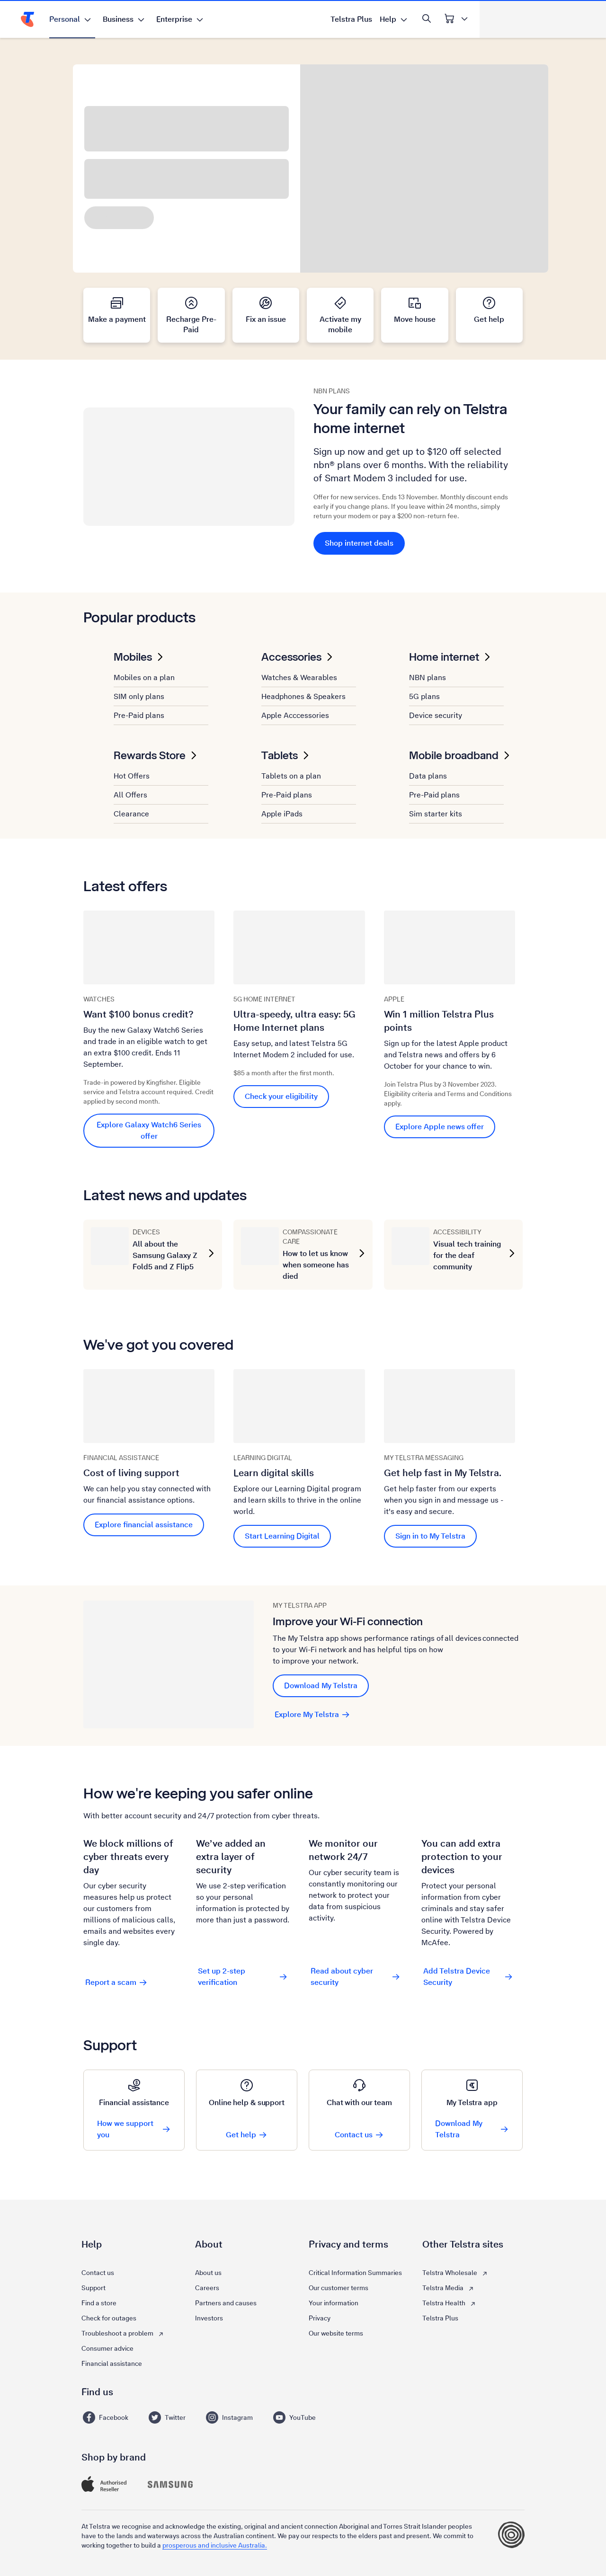 Personal
Business
Enterprise
Telstra Plus
Help
Make a payment
Recharge Pre-
Paid
Fix an issue
Activate my
mobile
Move house
Get help
NBN PLANS
Your family can rely on Telstra
home internet
Sign up now and get up to $120 off selected
nbn® plans over 6 months. With the reliability
of Smart Modem 3 included for use.
Offer for new services. Ends 13 November. Monthly discount ends
early if you change plans. If you leave within 24 months, simply
return your modem or pay a $200 non-return fee.
Shop internet deals
Popular products
Mobiles
Mobiles on a plan
SIM only plans
Pre-Paid plans
Accessories
Watches & Wearables
Headphones & Speakers
Apple Acccessories
Home internet
NBN plans
5G plans
Device security
Rewards Store
Hot Offers
All Offers
Clearance
Tablets
Tablets on a plan
Pre-Paid plans
Apple iPads
Mobile broadband
Data plans
Pre-Paid plans
Sim starter kits
Latest offers
WATCHES
Want $100 bonus credit?
Buy the new Galaxy Watch6 Series
and trade in an eligible watch to get
an extra $100 credit. Ends 11
September.
Trade-in powered by Kingfisher. Eligible
service and Telstra account required. Credit
applied by second month.
Explore Galaxy Watch6 Series
offer
5G HOME INTERNET
Ultra-speedy, ultra easy: 5G
Home Internet plans
Easy setup, and latest Telstra 5G
Internet Modem 2 included for use.
$85 a month after the first month.
Check your eligibility
APPLE
Win 1 million Telstra Plus
points
Sign up for the latest Apple product
and Telstra news and offers by 6
October for your chance to win.
Join Telstra Plus by 3 November 2023.
Eligibility criteria and Terms and Conditions
apply.
Explore Apple news offer
Latest news and updates
DEVICES
All about the
Samsung Galaxy Z
Fold5 and Z Flip5
COMPASSIONATE
CARE
How to let us know
when someone has
died
ACCESSIBILITY
Visual tech training
for the deaf
community
We've got you covered
FINANCIAL ASSISTANCE
Cost of living support
We can help you stay connected with
our financial assistance options.
Explore financial assistance
LEARNING DIGITAL
Learn digital skills
Explore our Learning Digital program
and learn skills to thrive in the online
world.
Start Learning Digital
MY TELSTRA MESSAGING
Get help fast in My Telstra.
Get help faster from our experts
when you sign in and message us -
it's easy and secure.
Sign in to My Telstra
MY TELSTRA APP
Improve your Wi-Fi connection
The My Telstra app shows performance ratings of all devices connected
to your Wi-Fi network and has helpful tips on how
to improve your network.
Download My Telstra
Explore My Telstra
How we're keeping you safer online
With better account security and 24/7 protection from cyber threats.
We block millions of
cyber threats every
day
Our cyber security
measures help us protect
our customers from
millions of malicious calls,
emails and websites every
single day.
Report a scam
We've added an
extra layer of
security
We use 2-step verification
so your personal
information is protected by
more than just a password.
Set up 2-step
verification
We monitor our
network 24/7
Our cyber security team is
constantly monitoring our
network to protect your
data from suspicious
activity.
Read about cyber
security
You can add extra
protection to your
devices
Protect your personal
information from cyber
criminals and stay safer
online with Telstra Device
Security. Powered by
McAfee.
Add Telstra Device
Security
Support
Financial assistance
How we support
you
Online help & support
Get help
Chat with our team
Contact us
My Telstra app
Download My
Telstra
Help
Contact us
Support
Find a store
Check for outages
Troubleshoot a problem
Consumer advice
Financial assistance
About
About us
Careers
Partners and causes
Investors
Privacy and terms
Critical Information Summaries
Our customer terms
Your information
Privacy
Our website terms
Other Telstra sites
Telstra Wholesale
Telstra Media
Telstra Health
Telstra Plus
Find us
Facebook
Twitter
Instagram
YouTube
Shop by brand
Authorised
Reseller
SAMSUNG
At Telstra we recognise and acknowledge the existing, original and ancient connection Aboriginal and Torres Strait Islander peoples
have to the lands and waterways across the Australian continent. We pay our respects to the elders past and present. We commit to
working together to build a prosperous and inclusive Australia.